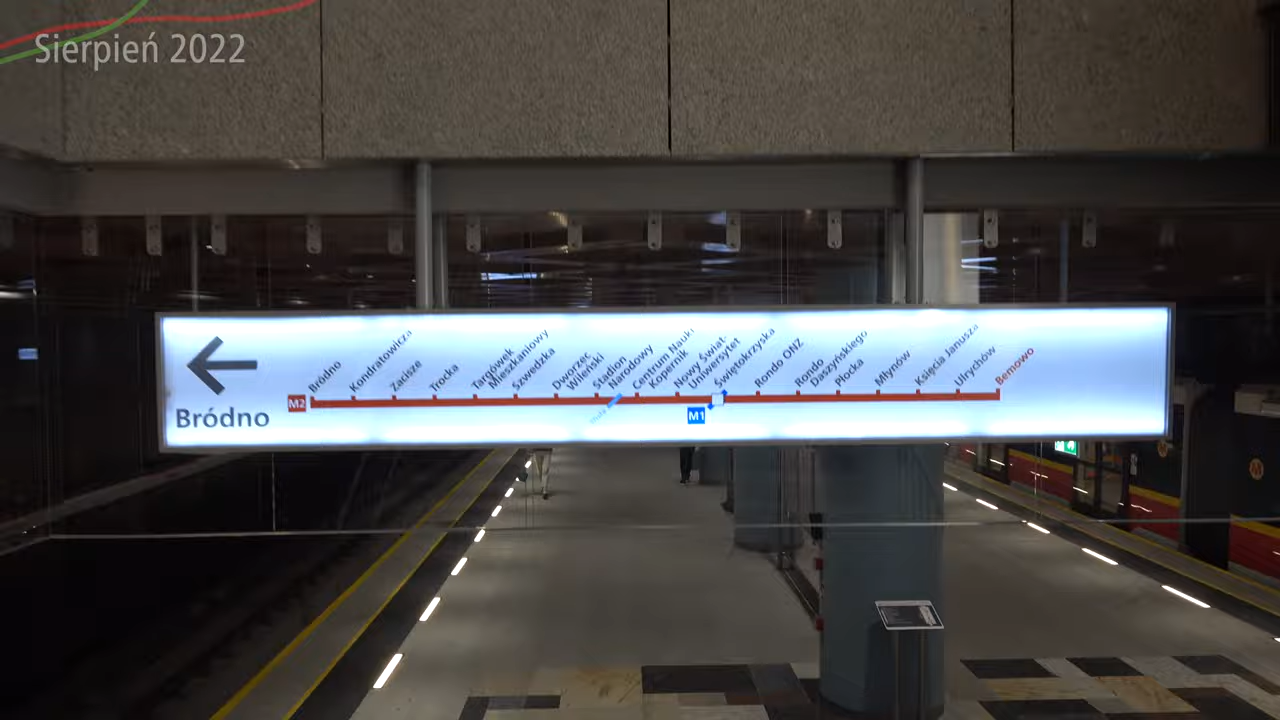 Sierpień 2022
Bródno
M2
Bródno
Kondratowicza
Zacisze
Trocka
Targówek
Mieszkaniowy
Szwedzka
Dworzec
Wileński
Stadion
Narodowy
Centrum Nauki
Kopernik
Nowy Świat
Uniwersytet
Świętokrzyska
Rondo ONZ
Rondo
Daszyńskiego
Płocka
Młynów
Księcia Janusza
Ulrychów
Bemowo
M1